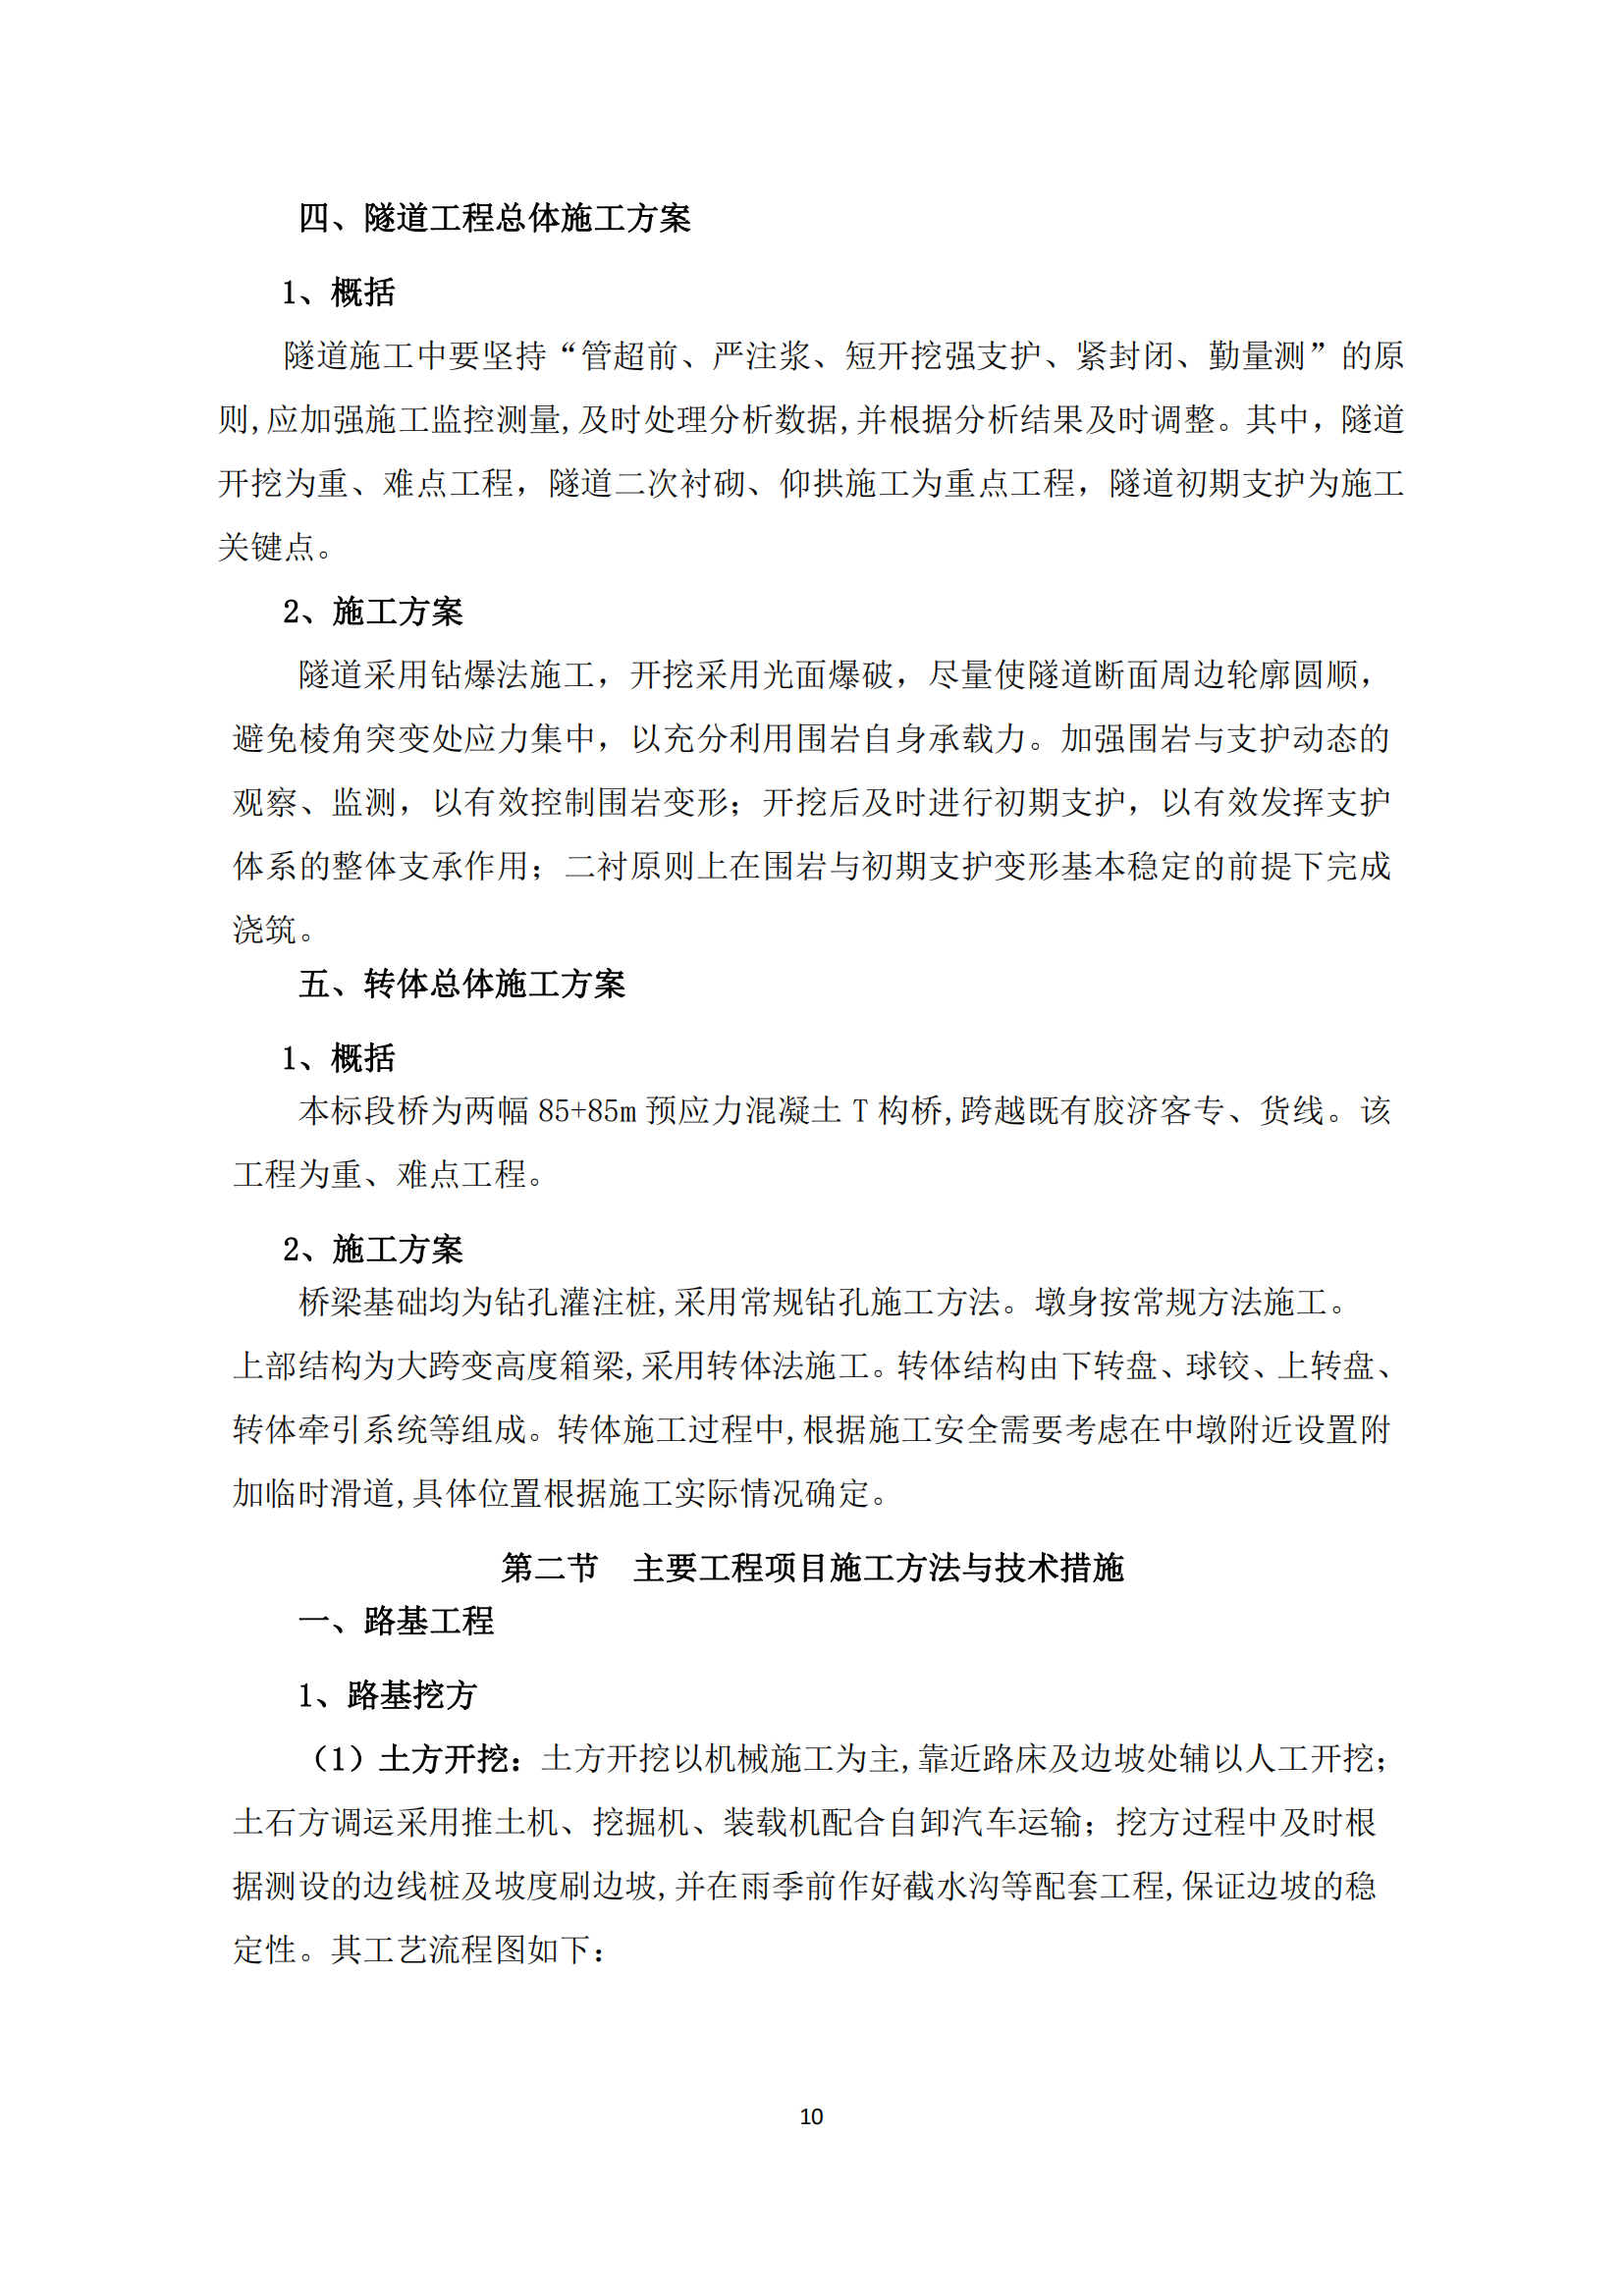 四、隧道工程总体施工方案
1、概括
隧道施工中要坚持“管超前、严注浆、短开挖强支护、紧封闭、勤量测”的原
则,应加强施工监控测量,及时处理分析数据,并根据分析结果及时调整。其中，隧道
开挖为重、难点工程，隧道二次衬砌、仰拱施工为重点工程，隧道初期支护为施工
关键点。
2、施工方案
隧道采用钻爆法施工，开挖采用光面爆破，尽量使隧道断面周边轮廓圆顺，
避免棱角突变处应力集中，以充分利用围岩自身承载力。加强围岩与支护动态的
观察、监测，以有效控制围岩变形；开挖后及时进行初期支护，以有效发挥支护
体系的整体支承作用；二衬原则上在围岩与初期支护变形基本稳定的前提下完成
浇筑。
五、转体总体施工方案
1、概括
本标段桥为两幅 85+85m 预应力混凝土 T 构桥,跨越既有胶济客专、货线。该
工程为重、难点工程。
2、施工方案
桥梁基础均为钻孔灌注桩,采用常规钻孔施工方法。墩身按常规方法施工。
上部结构为大跨变高度箱梁,采用转体法施工。转体结构由下转盘、球铰、上转盘、
转体牵引系统等组成。转体施工过程中,根据施工安全需要考虑在中墩附近设置附
加临时滑道,具体位置根据施工实际情况确定。
第二节　主要工程项目施工方法与技术措施
一、路基工程
1、路基挖方
（1）土方开挖：土方开挖以机械施工为主,靠近路床及边坡处辅以人工开挖；
土石方调运采用推土机、挖掘机、装载机配合自卸汽车运输；挖方过程中及时根
据测设的边线桩及坡度刷边坡,并在雨季前作好截水沟等配套工程,保证边坡的稳
定性。其工艺流程图如下：
10